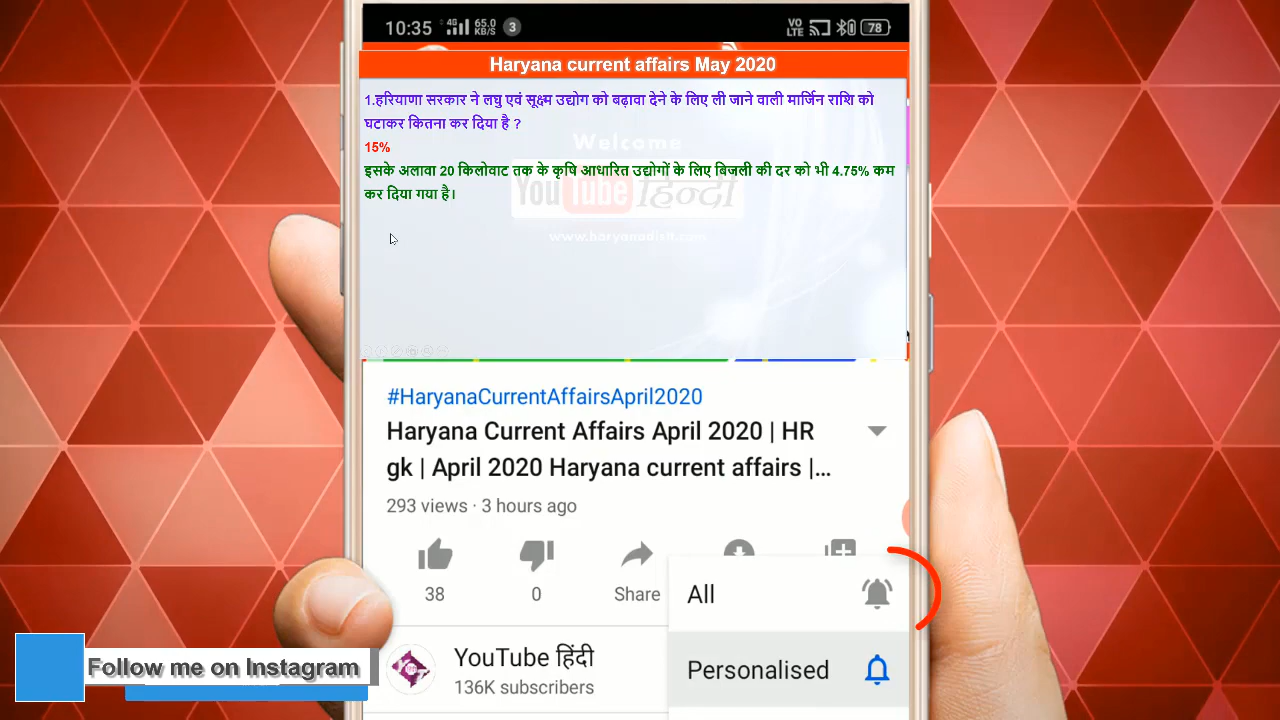 10:35 4G 65.0 KB/S 3 VO LTE 78
Haryana current affairs May 2020
1.हरियाणा सरकार ने लघु एवं सूक्ष्म उद्योग को बढ़ावा देने के लिए ली जाने वाली मार्जिन राशि को
घटाकर कितना कर दिया है ?
Welcome
15%
इसके अलावा 20 किलोवाट तक के कृषि आधारित उद्योगों के लिए बिजली की दर को भी 4.75% कम
कर दिया गया है।
YouTube हिन्दी
#HaryanaCurrentAffairsApril2020
Haryana Current Affairs April 2020 | HR
gk | April 2020 Haryana current affairs |...
293 views · 3 hours ago
38 0 Share
All
YouTube हिंदी
136K subscribers
Personalised
Follow me on Instagram